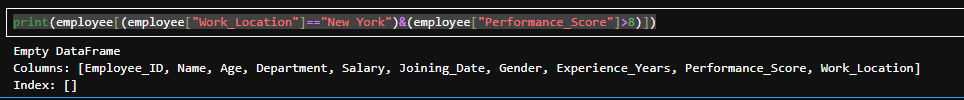 print(employee[(employee["Work_Location"]=="New York")&(employee["Performance_Score"]>8)])
Empty DataFrame
Columns: [Employee_ID, Name, Age, Department, Salary, Joining_Date, Gender, Experience_Years, Performance_Score, Work_Location]
Index: []